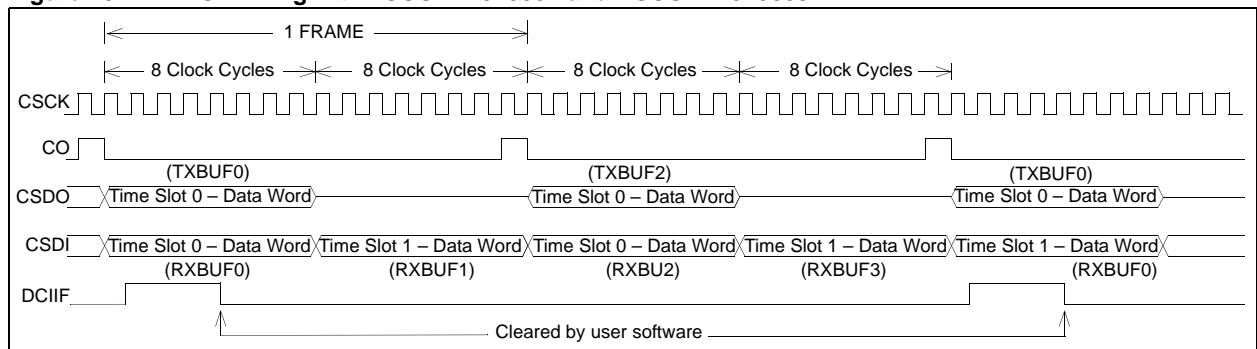 1 FRAME
8 Clock Cycles 8 Clock Cycles 8 Clock Cycles 8 Clock Cycles
CSCK
CO
(TXBUF0) (TXBUF2) (TXBUF0)
CSDO Time Slot 0 – Data Word Time Slot 0 – Data Word Time Slot 0 – Data Word
CSDI Time Slot 0 – Data Word Time Slot 1 – Data Word Time Slot 0 – Data Word Time Slot 1 – Data Word Time Slot 1 – Data Word
(RXBUF0) (RXBUF1) (RXBU2) (RXBUF3) (RXBUF0)
DCIIF
Cleared by user software